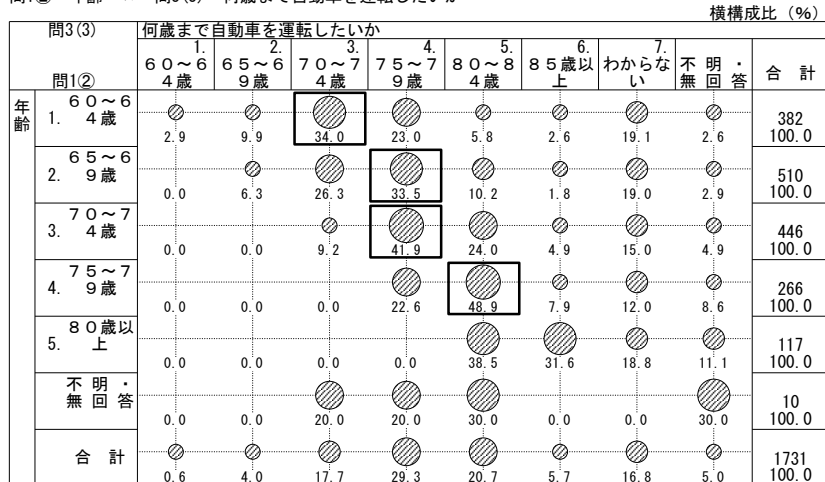 横構成比（%）
問3(3) 何歳まで自動車を運転したいか
1. 2. 3. 4. 5. 6. 7.
６０～６ ６５～６ ７０～７ ７５～７ ８０～８ ８５歳以 わからな 不 明 ・ 合 計
問1② ４歳 ９歳 ４歳 ９歳 ４歳 上 い 無 回 答
年齢
６０～６
1. ４歳 382
2.9 9.9 34.0 23.0 5.8 2.6 19.1 2.6 100.0
６５～６
2. ９歳 510
0.0 6.3 26.3 33.5 10.2 1.8 19.0 2.9 100.0
７０～７
3. ４歳 446
0.0 0.0 9.2 41.9 24.0 4.9 15.0 4.9 100.0
７５～７
4. ９歳 266
0.0 0.0 0.0 22.6 48.9 7.9 12.0 8.6 100.0
８０歳以
5. 上 117
0.0 0.0 0.0 0.0 38.5 31.6 18.8 11.1 100.0
不 明 ・
無 回 答 10
0.0 0.0 20.0 20.0 30.0 0.0 0.0 30.0 100.0
合 計 1731
0.6 4.0 17.7 29.3 20.7 5.7 16.8 5.0 100.0